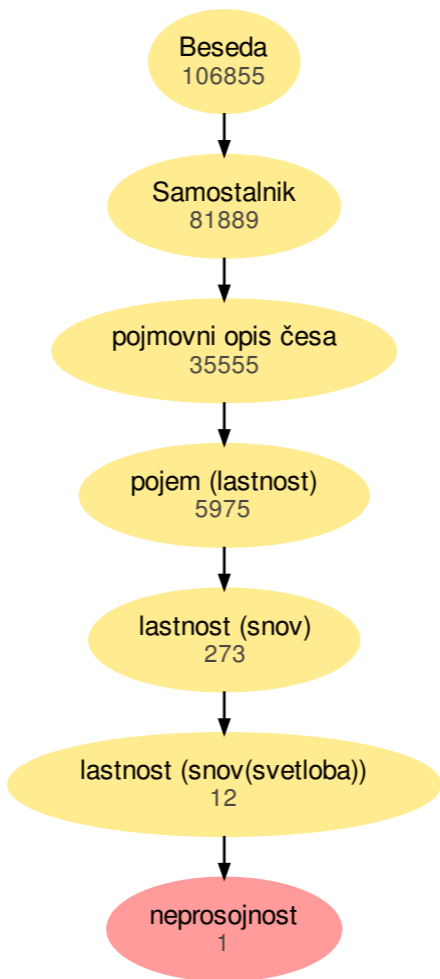 Beseda
106855
Samostalnik
81889
pojmovni opis česa
35555
pojem (lastnost)
5975
lastnost (snov)
273
lastnost (snov(svetloba))
12
neprosojnost
1